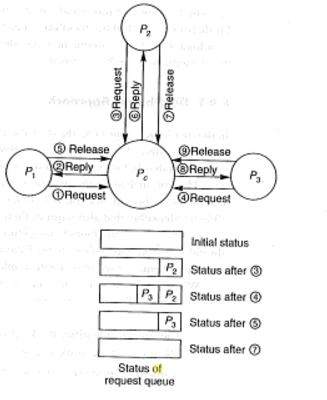 P2
③Request
⑥Reply
⑦Release
⑤ Release
②Reply
①Request
P1
Pc
⑨Release
⑧Reply
④Request
P3
Initial status
P2
Status after ③
P3 P2
Status after ④
P3
Status after ⑤
Status after ⑦
Status of
request queue